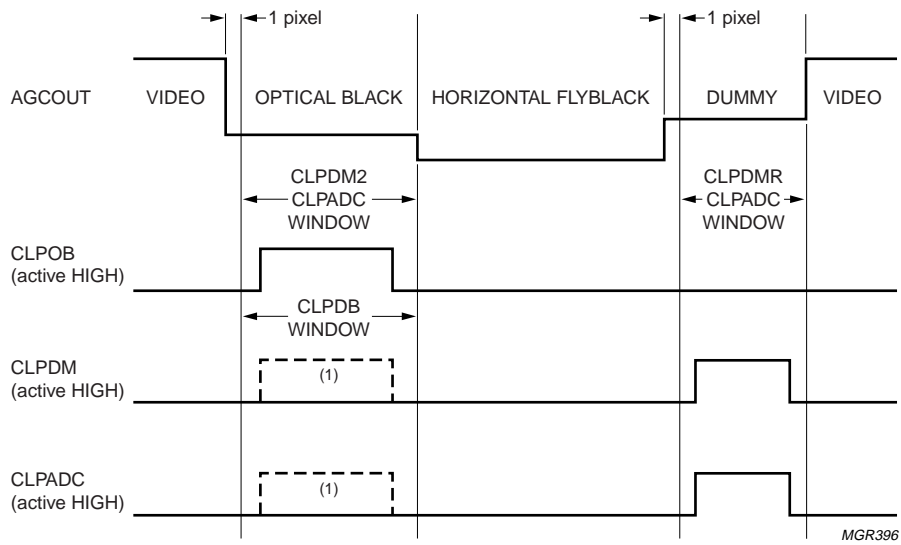 1 pixel
1 pixel
AGCOUT
VIDEO
OPTICAL BLACK
HORIZONTAL FLYBLACK
DUMMY
VIDEO
CLPDM2
CLPADC
WINDOW
CLPDMR
CLPADC
WINDOW
CLPOB
(active HIGH)
CLPDB
WINDOW
CLPDM
(active HIGH)
(1)
CLPADC
(active HIGH)
(1)
MGR396